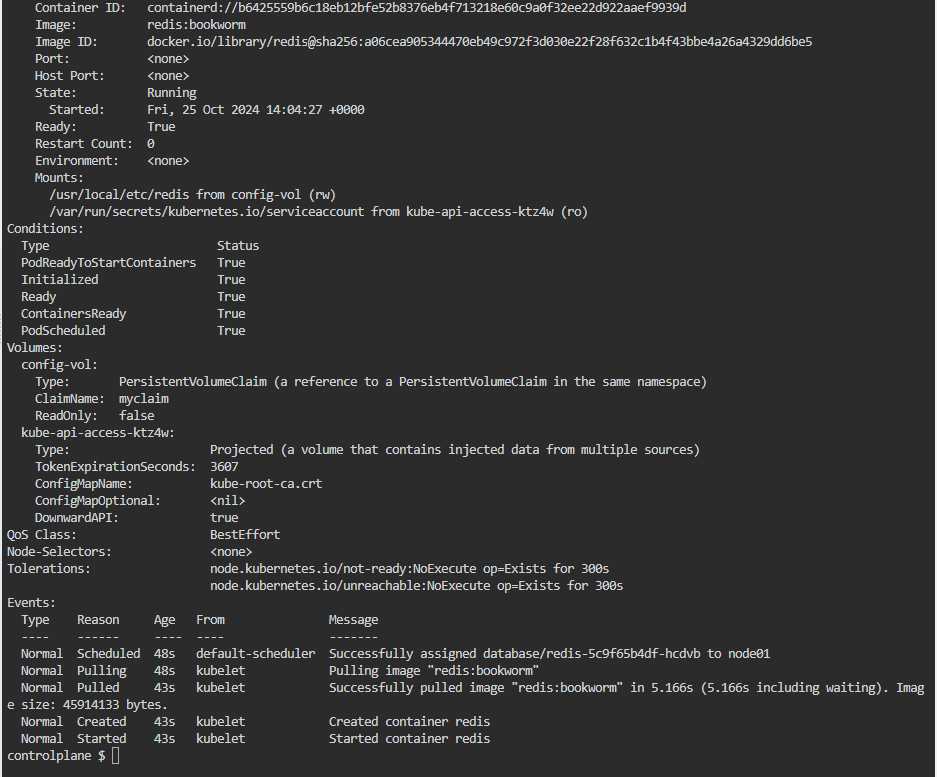 Container ID:   containerd://b6425559b6c18eb12bfe52b8376eb4f713218e60c9a0f32ee22d922aaef9939d
Image:          redis:bookworm
Image ID:       docker.io/library/redis@sha256:a06cea905344470eb49c972f3d030e22f28f632c1b4f43bbe4a26a4329dd6be5
Port:           <none>
Host Port:      <none>
State:          Running
Started:      Fri, 25 Oct 2024 14:04:27 +0000
Ready:          True
Restart Count:  0
Environment:    <none>
Mounts:
/usr/local/etc/redis from config-vol (rw)
/var/run/secrets/kubernetes.io/serviceaccount from kube-api-access-ktz4w (ro)
Conditions:
Type                        Status
PodReadyToStartContainers   True
Initialized                 True
Ready                       True
ContainersReady             True
PodScheduled                True
Volumes:
config-vol:
Type:       PersistentVolumeClaim (a reference to a PersistentVolumeClaim in the same namespace)
ClaimName:  myclaim
ReadOnly:   false
kube-api-access-ktz4w:
Type:                    Projected (a volume that contains injected data from multiple sources)
TokenExpirationSeconds:  3607
ConfigMapName:           kube-root-ca.crt
ConfigMapOptional:       <nil>
DownwardAPI:             true
QoS Class:                   BestEffort
Node-Selectors:              <none>
Tolerations:                 node.kubernetes.io/not-ready:NoExecute op=Exists for 300s
node.kubernetes.io/unreachable:NoExecute op=Exists for 300s
Events:
Type    Reason     Age   From               Message
----    ------     ----  ----               -------
Normal  Scheduled  48s   default-scheduler  Successfully assigned database/redis-5c9f65b4df-hcdvb to node01
Normal  Pulling    48s   kubelet            Pulling image "redis:bookworm"
Normal  Pulled     43s   kubelet            Successfully pulled image "redis:bookworm" in 5.166s (5.166s including waiting). Imag
e size: 45914133 bytes.
Normal  Created    43s   kubelet            Created container redis
Normal  Started    43s   kubelet            Started container redis
controlplane $